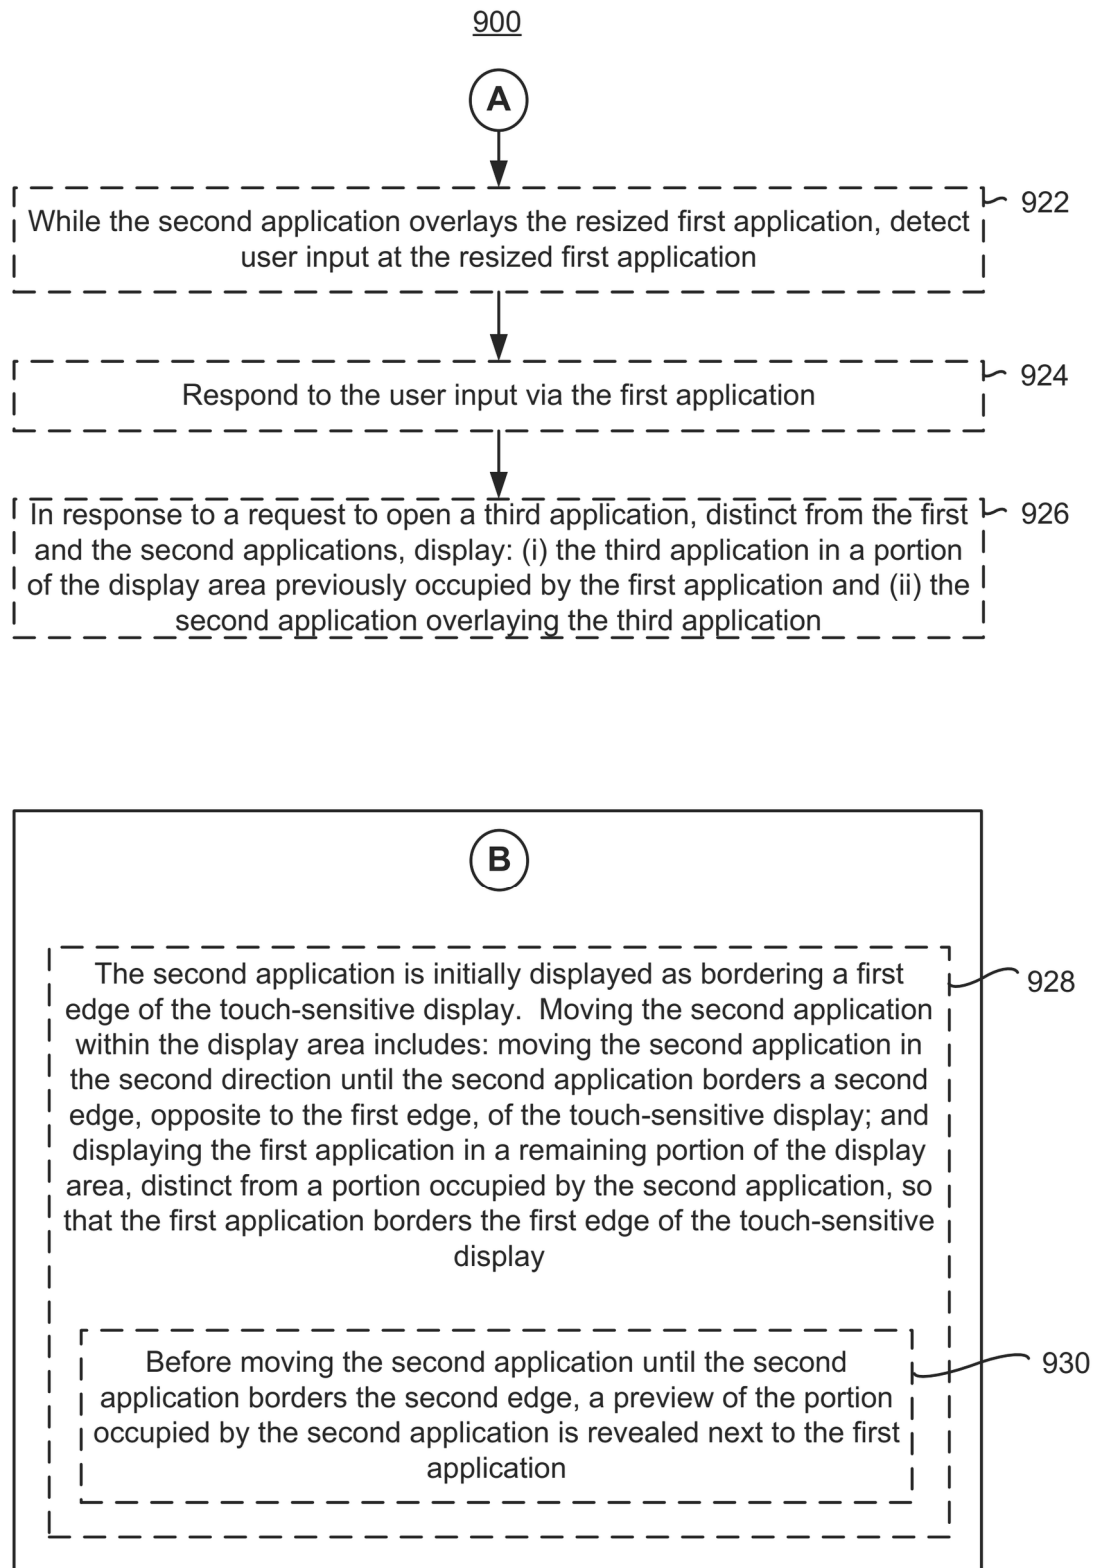 900
A
While the second application overlays the resized first application, detect
user input at the resized first application
922
Respond to the user input via the first application
924
In response to a request to open a third application, distinct from the first
and the second applications, display: (i) the third application in a portion
of the display area previously occupied by the first application and (ii) the
second application overlaying the third application
926
B
The second application is initially displayed as bordering a first
edge of the touch-sensitive display.  Moving the second application
within the display area includes: moving the second application in
the second direction until the second application borders a second
edge, opposite to the first edge, of the touch-sensitive display; and
displaying the first application in a remaining portion of the display
area, distinct from a portion occupied by the second application, so
that the first application borders the first edge of the touch-sensitive
display
928
Before moving the second application until the second
application borders the second edge, a preview of the portion
occupied by the second application is revealed next to the first
application
930